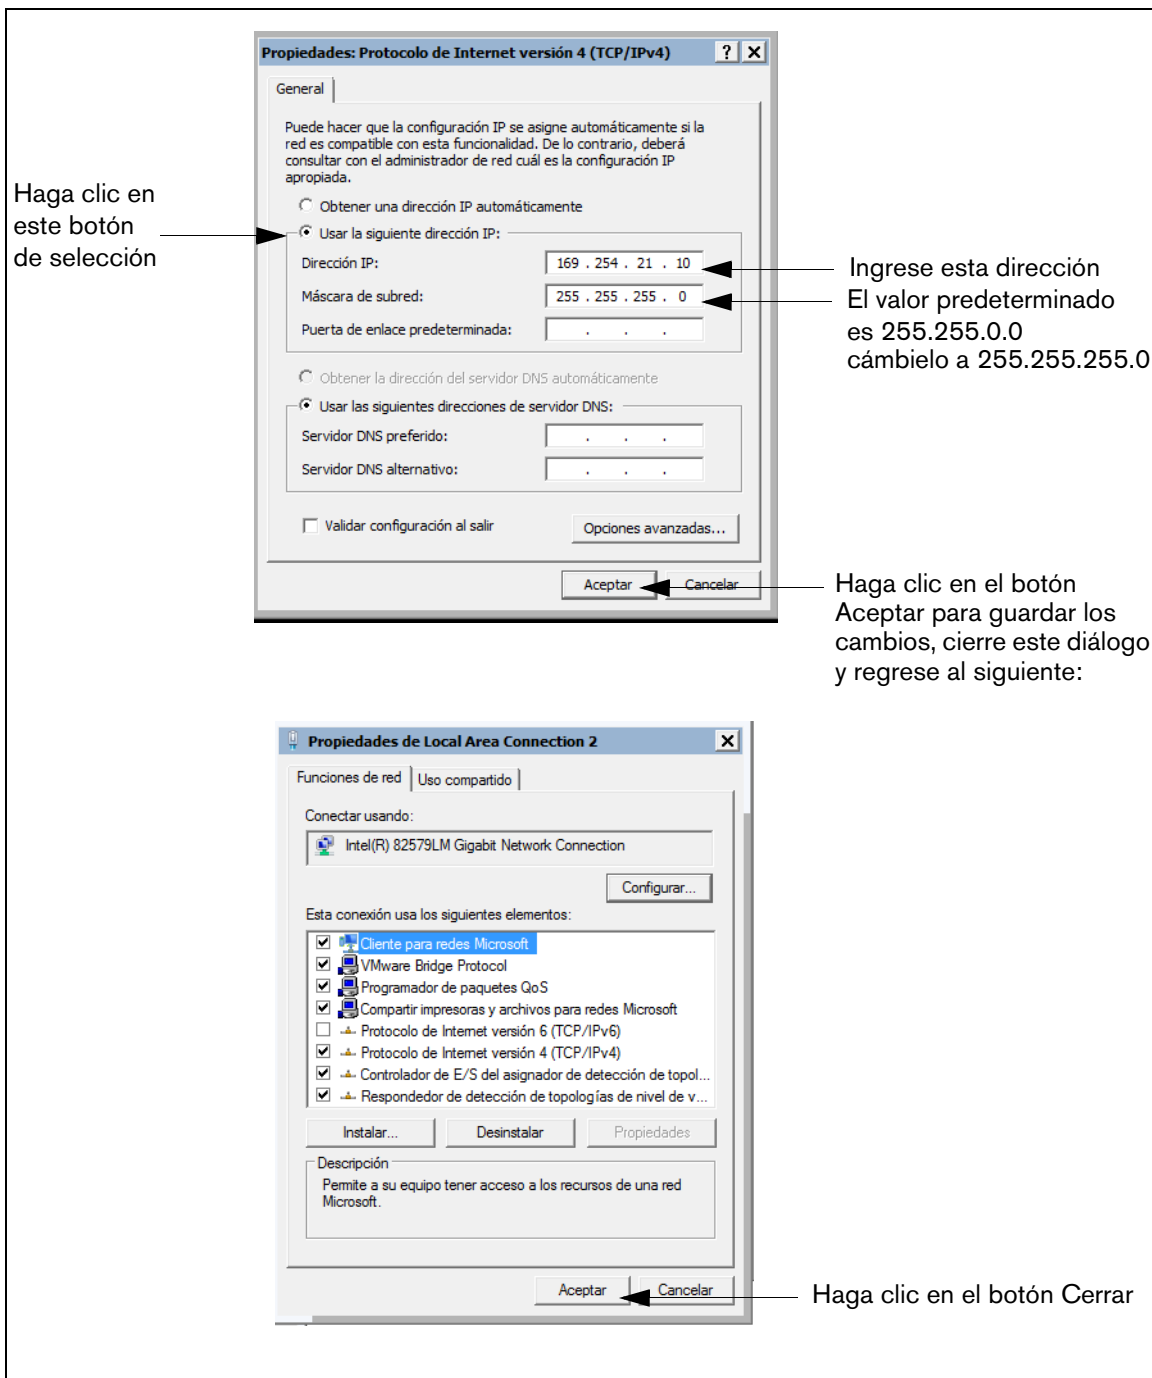 Propiedades: Protocolo de Internet versión 4 (TCP/IPv4)
General
Puede hacer que la configuración IP se asigne automáticamente si la
red es compatible con esta funcionalidad. De lo contrario, deberá
consultar con el administrador de red cuál es la configuración IP
apropiada.
Haga clic en
este botón
de selección
Obtener una dirección IP automáticamente
Usar la siguiente dirección IP:
Dirección IP:
169 . 254 . 21 . 10
Ingrese esta dirección
Máscara de subred:
255 . 255 . 255 . 0
El valor predeterminado
es 255.255.0.0
cámbielo a 255.255.255.0
Puerta de enlace predeterminada:
. . .
Obtener la dirección del servidor DNS automáticamente
Usar las siguientes direcciones de servidor DNS:
Servidor DNS preferido:
. . .
Servidor DNS alternativo:
. . .
Validar configuración al salir
Opciones avanzadas...
Aceptar
Cancelar
Haga clic en el botón
Aceptar para guardar los
cambios, cierre este diálogo
y regrese al siguiente:
Propiedades de Local Area Connection 2
Funciones de red
Uso compartido
Conectar usando:
Intel(R) 82579LM Gigabit Network Connection
Configurar...
Esta conexión usa los siguientes elementos:
Cliente para redes Microsoft
VMware Bridge Protocol
Programador de paquetes QoS
Compartir impresoras y archivos para redes Microsoft
Protocolo de Internet versión 6 (TCP/IPv6)
Protocolo de Internet versión 4 (TCP/IPv4)
Controlador de E/S del asignador de detección de topol...
Respondedor de detección de topologías de nivel de v...
Instalar...
Desinstalar
Propiedades
Descripción
Permite a su equipo tener acceso a los recursos de una red
Microsoft.
Aceptar
Cancelar
Haga clic en el botón Cerrar